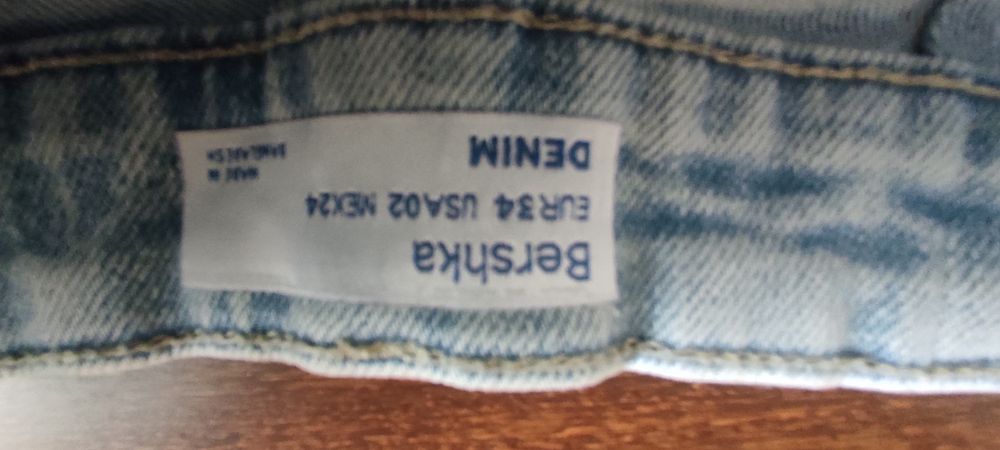 Bershka
EUR34 USA02 MEX24
DENIM
MADE IN
BANGLADESH